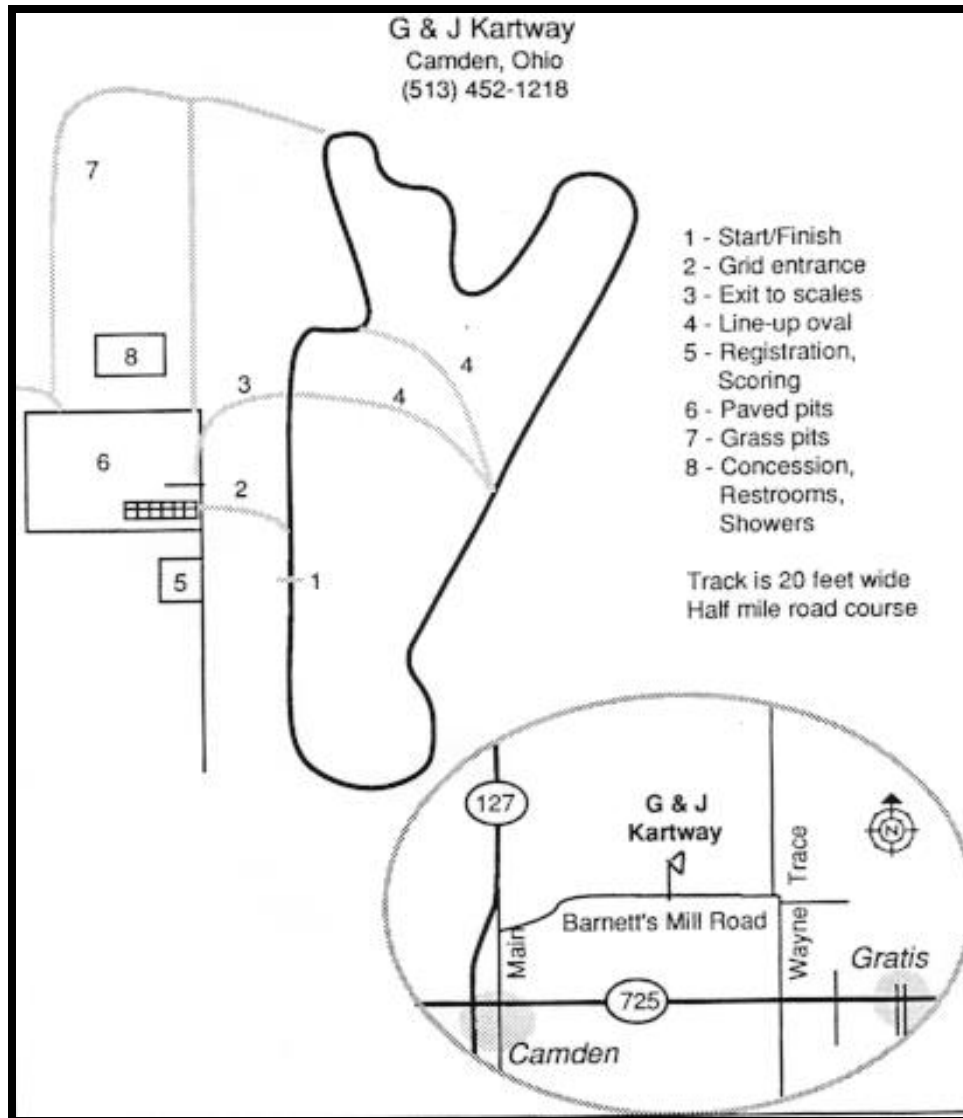 G & J Kartway
Camden, Ohio
(513) 452-1218
7
8
3
4
4
6
2
5
1
1 - Start/Finish
2 - Grid entrance
3 - Exit to scales
4 - Line-up oval
5 - Registration,
Scoring
6 - Paved pits
7 - Grass pits
8 - Concession,
Restrooms,
Showers
Track is 20 feet wide
Half mile road course
127
G & J
Kartway
N
Trace
Barnett's Mill Road
Main
Wayne
Gratis
725
Camden